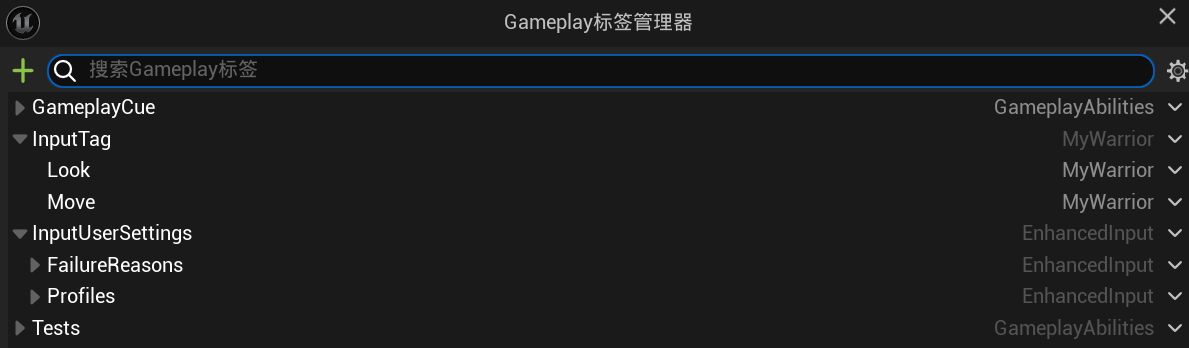 Gameplay标签管理器
搜索Gameplay标签
GameplayCue GameplayAbilities
InputTag MyWarrior
Look MyWarrior
Move MyWarrior
InputUserSettings EnhancedInput
FailureReasons EnhancedInput
Profiles EnhancedInput
Tests GameplayAbilities